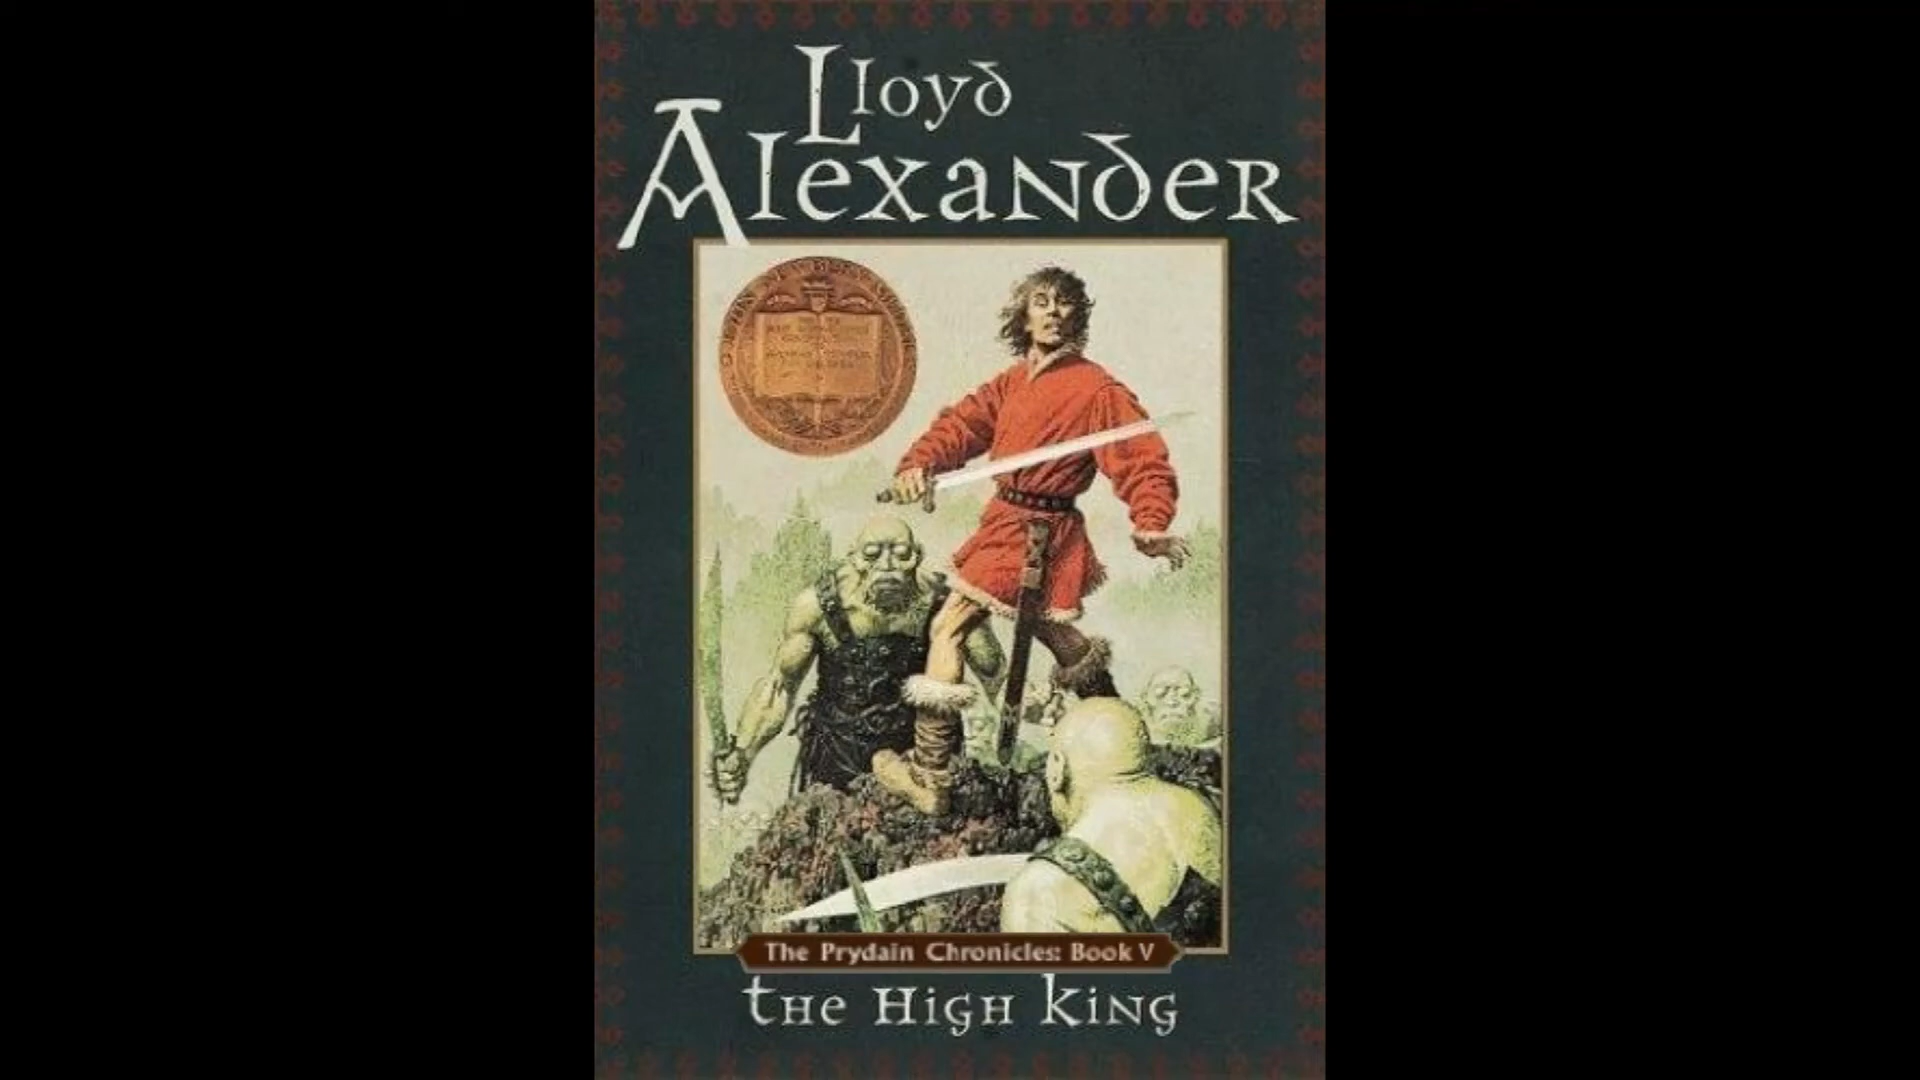 Lloyd
Alexander
The Prydain Chronicles: Book V
the High King